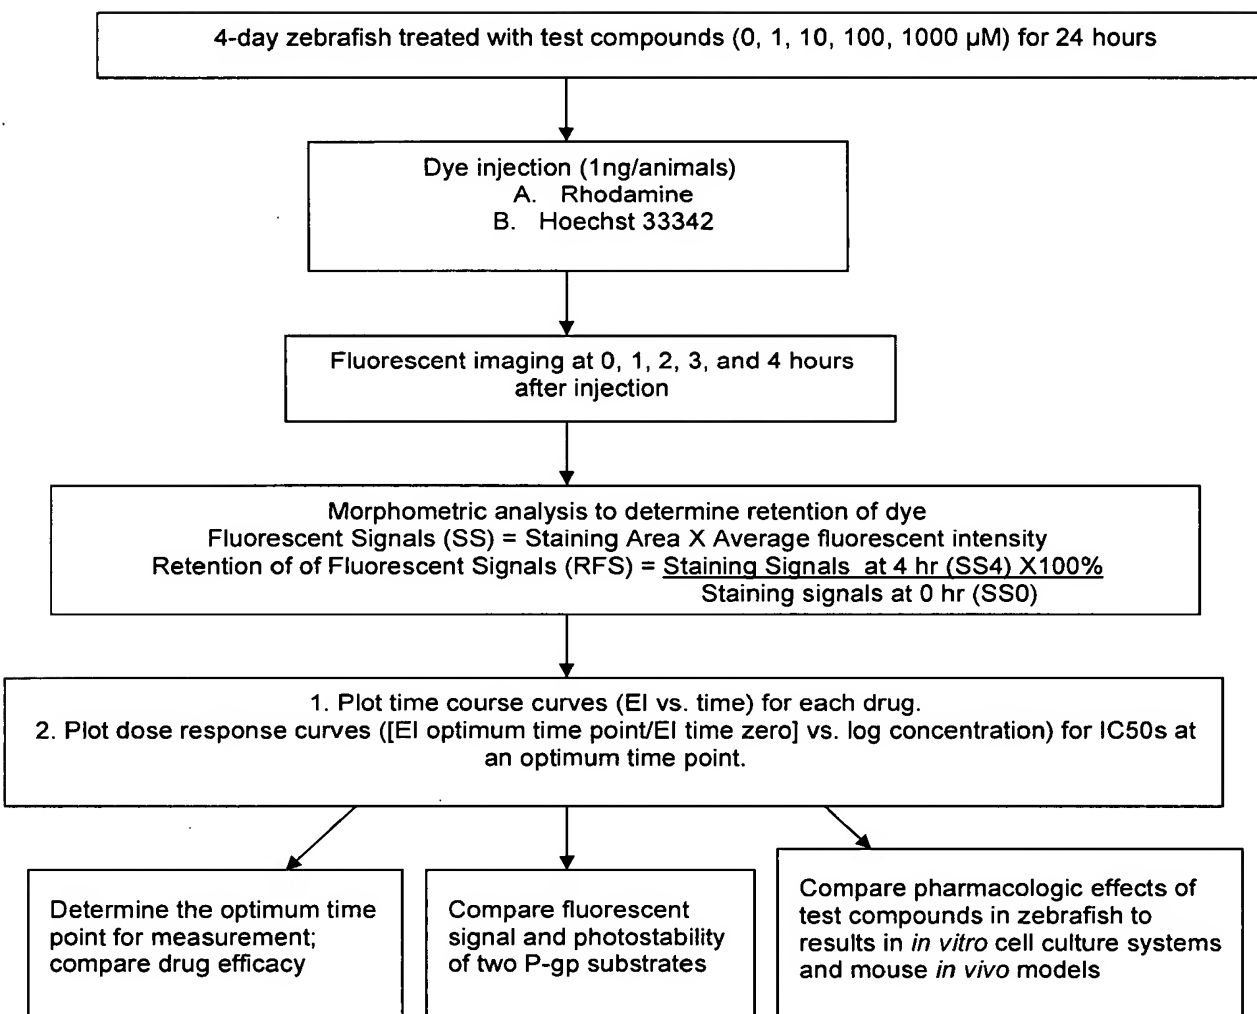 4-day zebrafish treated with test compounds (0, 1, 10, 100, 1000 µM) for 24 hours
Dye injection (1ng/animals)
A. Rhodamine
B. Hoechst 33342
Fluorescent imaging at 0, 1, 2, 3, and 4 hours
after injection
Morphometric analysis to determine retention of dye
Fluorescent Signals (SS) = Staining Area X Average fluorescent intensity
Retention of of Fluorescent Signals (RFS) = Staining Signals at 4 hr (SS4) X100%
Staining signals at 0 hr (SS0)
1. Plot time course curves (EI vs. time) for each drug.
2. Plot dose response curves ([EI optimum time point/EI time zero] vs. log concentration) for IC50s at
an optimum time point.
Determine the optimum time
point for measurement;
compare drug efficacy
Compare fluorescent
signal and photostability
of two P-gp substrates
Compare pharmacologic effects of
test compounds in zebrafish to
results in in vitro cell culture systems
and mouse in vivo models